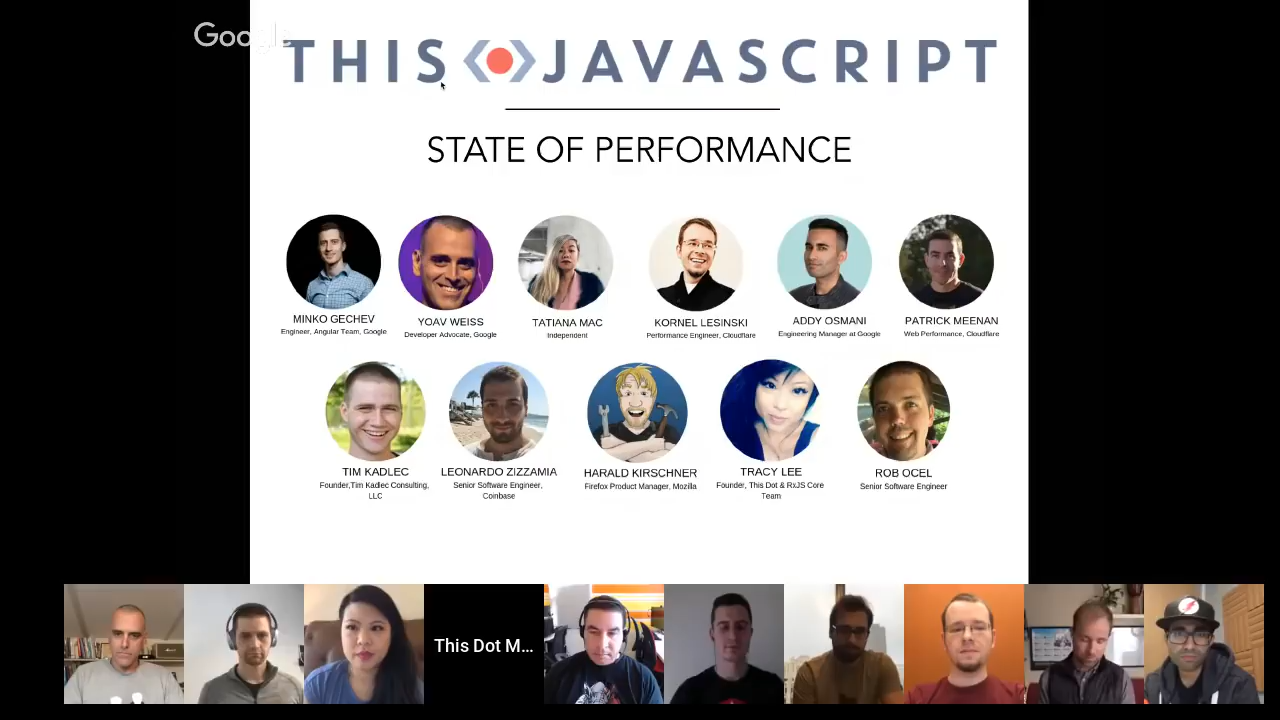 Google
THIS JAVASCRIPT
STATE OF PERFORMANCE
MINKO GECHEV
Engineer, Angular Team, Google
YOAV WEISS
Developer Advocate, Google
TATIANA MAC
Independent
KORNEL LESINSKI
Performance Engineer, Cloudflare
ADDY OSMANI
Engineering Manager at Google
PATRICK MEENAN
Web Performance, Cloudflare
TIM KADLEC
Founder,Tim Kadlec Consulting,
LLC
LEONARDO ZIZZAMIA
Senior Software Engineer,
Coinbase
HARALD KIRSCHNER
Firefox Product Manager, Mozilla
TRACY LEE
Founder, This Dot & RxJS Core
Team
ROB OCEL
Senior Software Engineer
This Dot M...